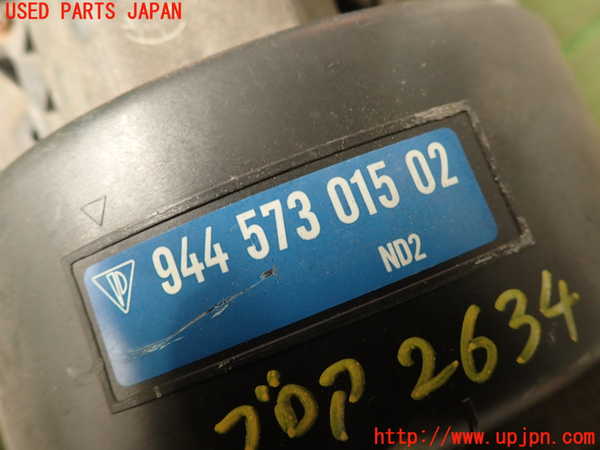 USED PARTS JAPAN
944 573 015 02
ND2
ブロア 2634
http://www.upjpn.com